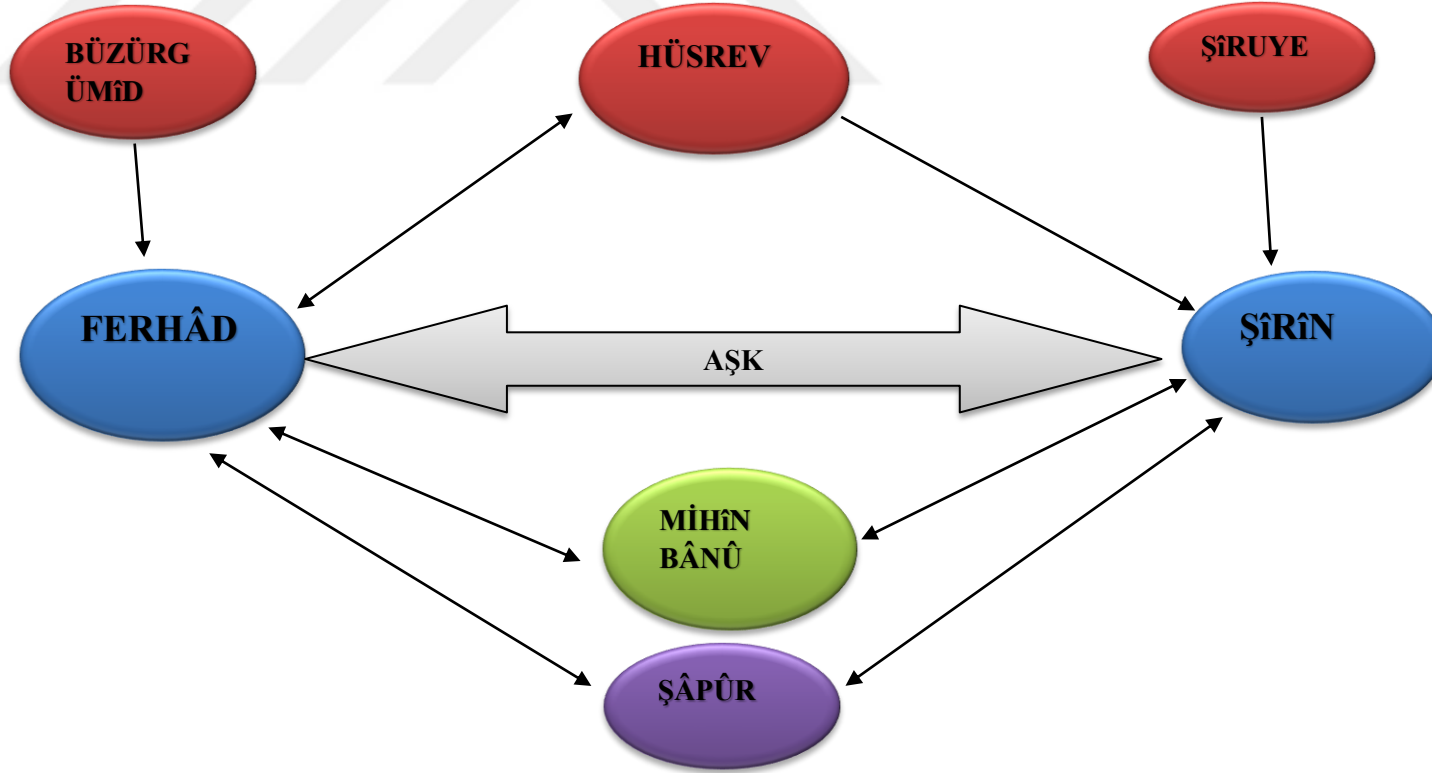 BÜZÜRG
ÜMîD
HÜSREV
ŞîRUYE
FERHÂD
ŞîRîN
AŞK
MİHîN
BÂNÛ
ŞÂPÛR